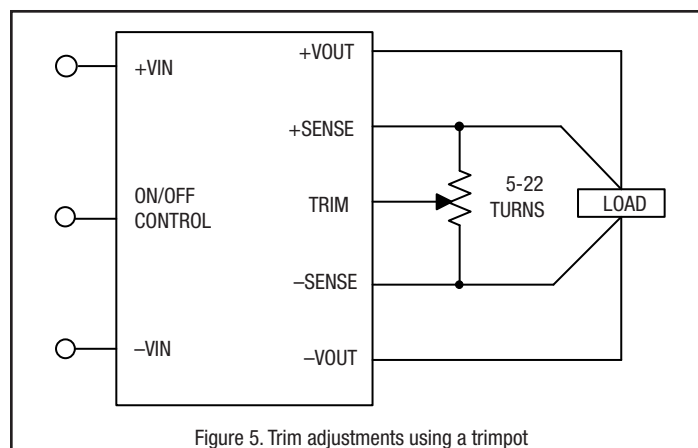 +VIN
ON/OFF
CONTROL
–VIN
+VOUT
+SENSE
TRIM
–SENSE
–VOUT
5-22
TURNS
LOAD
Figure 5. Trim adjustments using a trimpot